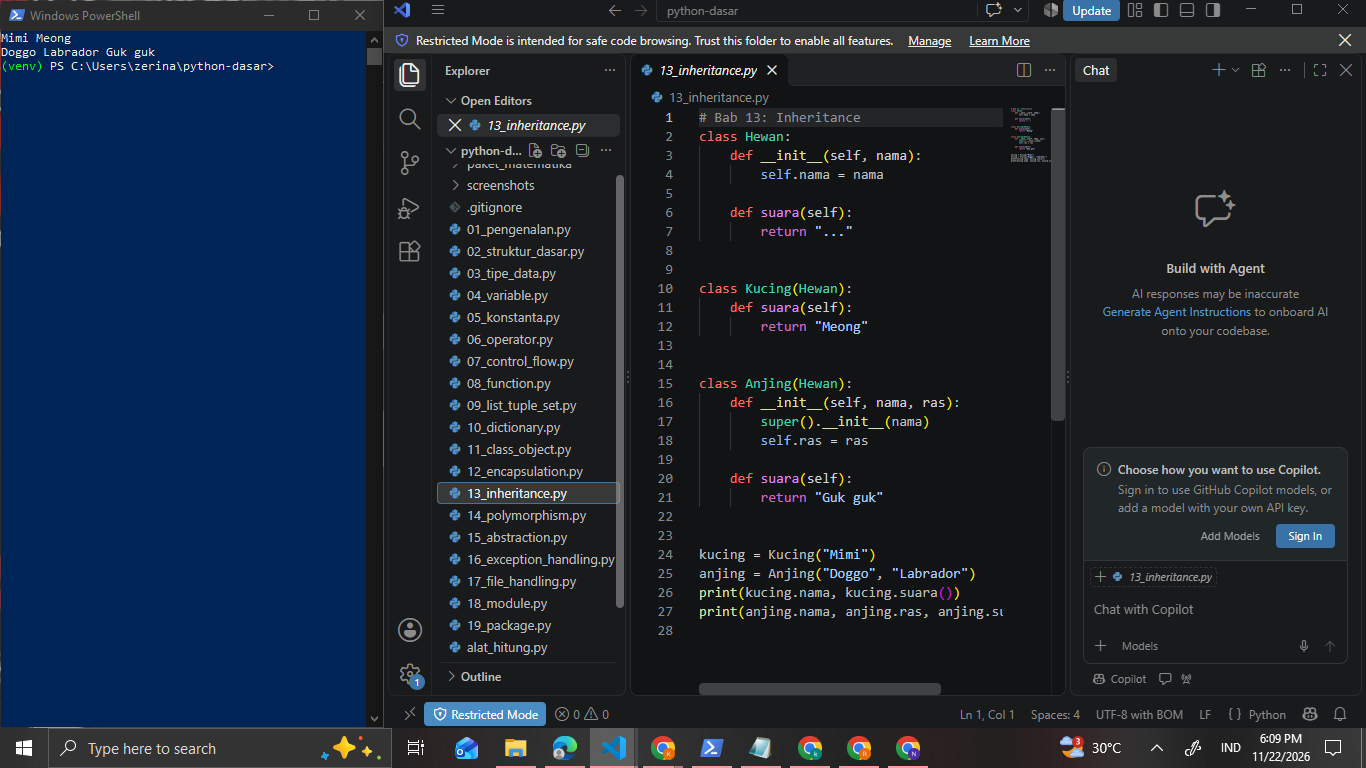 Windows PowerShell
Mimi Meong
Doggo Labrador Guk guk
(venv) PS C:\Users\zerina\python-dasar>
python-dasar
Update
Restricted Mode is intended for safe code browsing. Trust this folder to enable all features. Manage Learn More
Explorer
Open Editors
13_inheritance.py
python-d...
paket_matematika
screenshots
.gitignore
01_pengenalan.py
02_struktur_dasar.py
03_tipe_data.py
04_variable.py
05_konstanta.py
06_operator.py
07_control_flow.py
08_function.py
09_list_tuple_set.py
10_dictionary.py
11_class_object.py
12_encapsulation.py
13_inheritance.py
14_polymorphism.py
15_abstraction.py
16_exception_handling.py
17_file_handling.py
18_module.py
19_package.py
alat_hitung.py
Outline
1
13_inheritance.py
13_inheritance.py
1 # Bab 13: Inheritance
2 class Hewan:
3 def __init__(self, nama):
4 self.nama = nama
5
6 def suara(self):
7 return "..."
8
9
10 class Kucing(Hewan):
11 def suara(self):
12 return "Meong"
13
14
15 class Anjing(Hewan):
16 def __init__(self, nama, ras):
17 super().__init__(nama)
18 self.ras = ras
19
20 def suara(self):
21 return "Guk guk"
22
23
24 kucing = Kucing("Mimi")
25 anjing = Anjing("Doggo", "Labrador")
26 print(kucing.nama, kucing.suara())
27 print(anjing.nama, anjing.ras, anjing.su
28
Chat
Build with Agent
AI responses may be inaccurate
Generate Agent Instructions to onboard AI
onto your codebase.
Choose how you want to use Copilot.
Sign in to use GitHub Copilot models, or
add a model with your own API key.
Add Models Sign In
13_inheritance.py
Chat with Copilot
Models
Copilot
Restricted Mode 0 0 Ln 1, Col 1 Spaces: 4 UTF-8 with BOM LF {} Python
Type here to search
3
30°C
IND
6:09 PM
11/22/2026